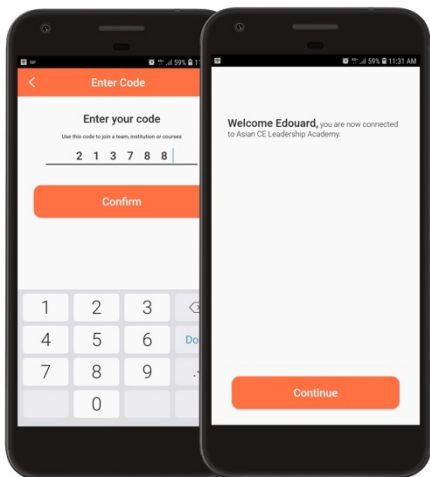 59%
Enter Code
Enter your code
Use this code to join a team, institution or courses
2 1 3 7 8 8
Confirm
1 2 3
4 5 6
7 8 9
0
59% 11:31 AM
Welcome Edouard, you are now connected
to Asian CE Leadership Academy.
Continue